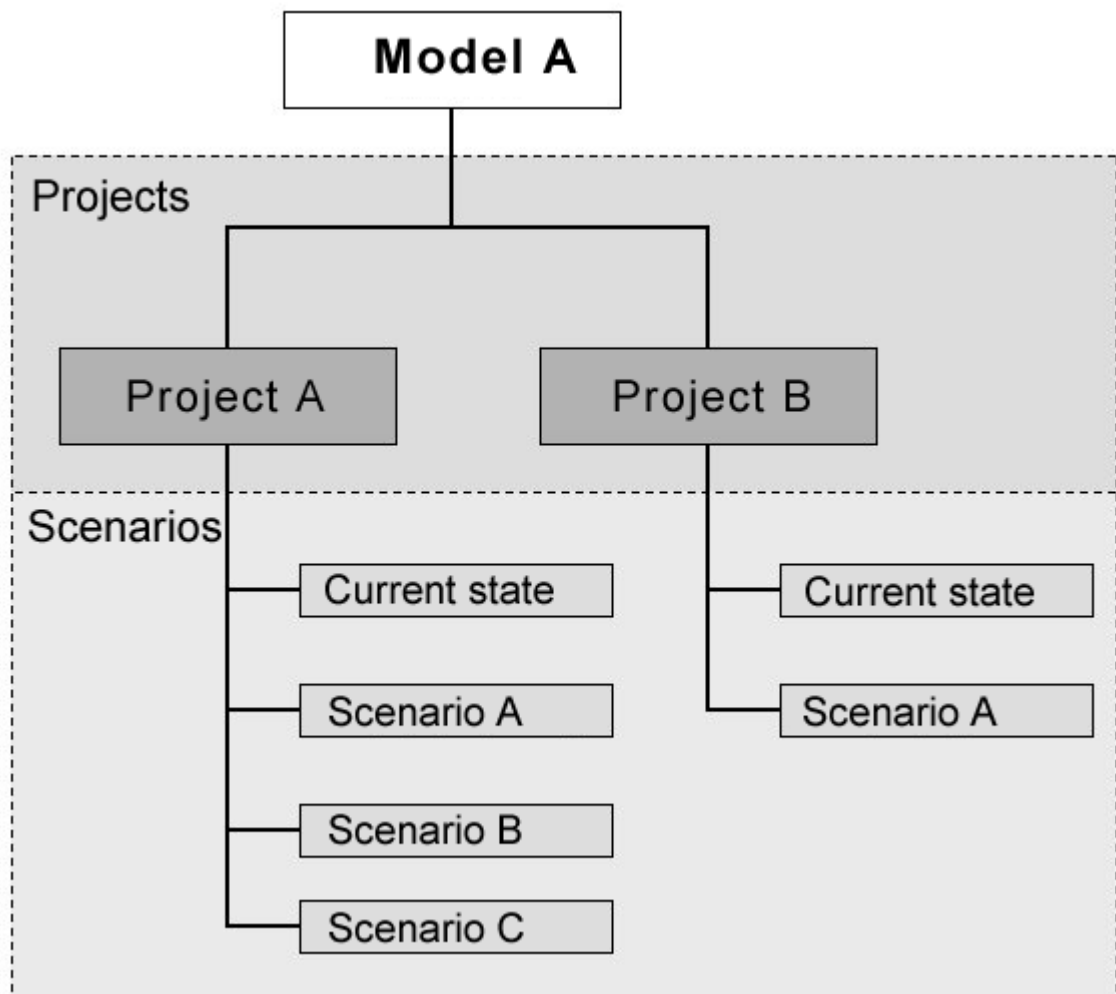 Model A
Projects
Project A
Project B
Scenarios
Current state
Scenario A
Scenario B
Scenario C
Current state
Scenario A